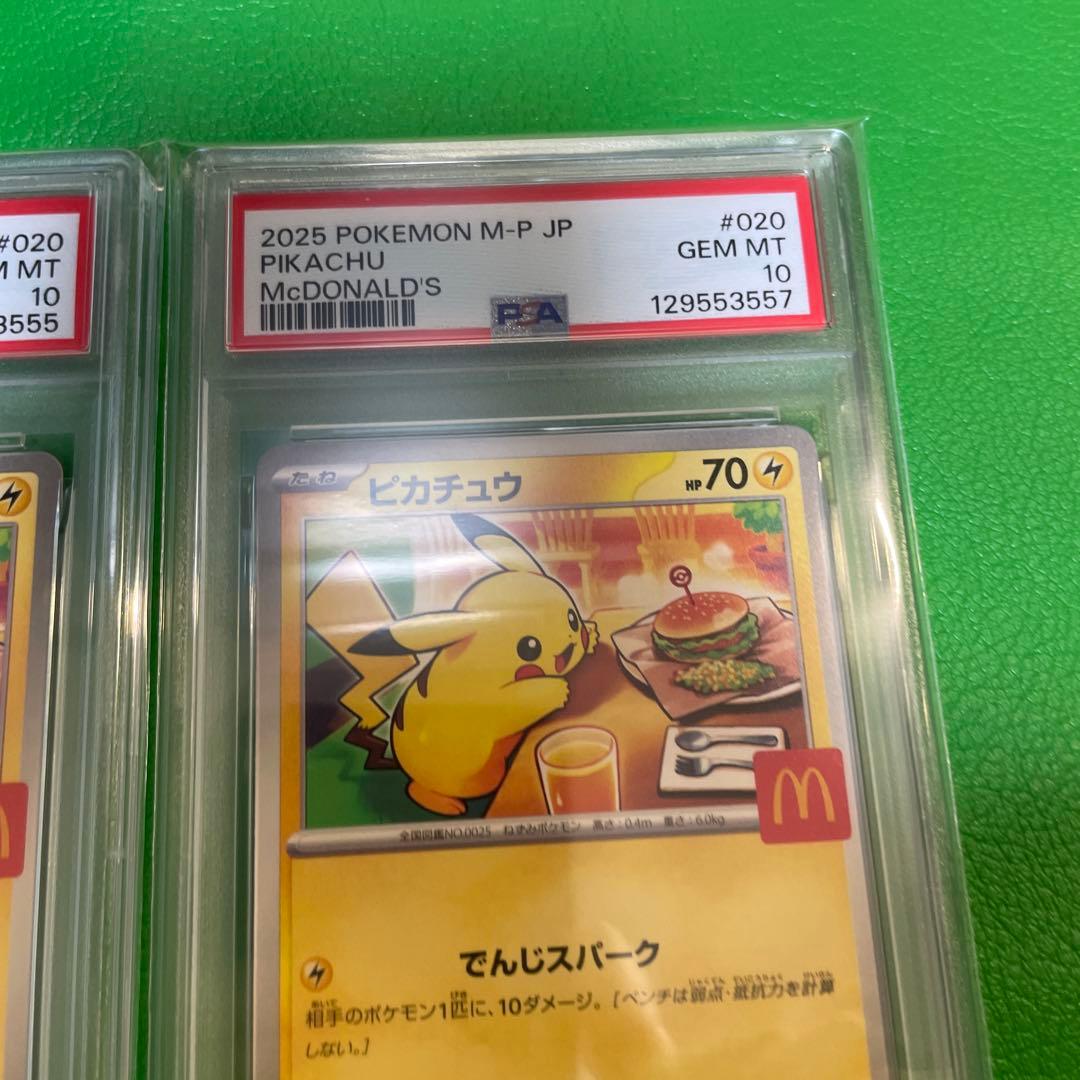 #020
MT
10
3555
2025 POKEMON M-P JP
PIKACHU
McDONALD'S
#020
GEM MT
10
129553557
PSA
たね
ピカチュウ
HP70
全国図鑑NO.0025 ねずみポケモン 高さ:0.4m 重さ:6.0kg
でんじスパーク
相手のポケモン1匹に、10ダメージ。[ベンチは弱点・抵抗力を計算
しない。]